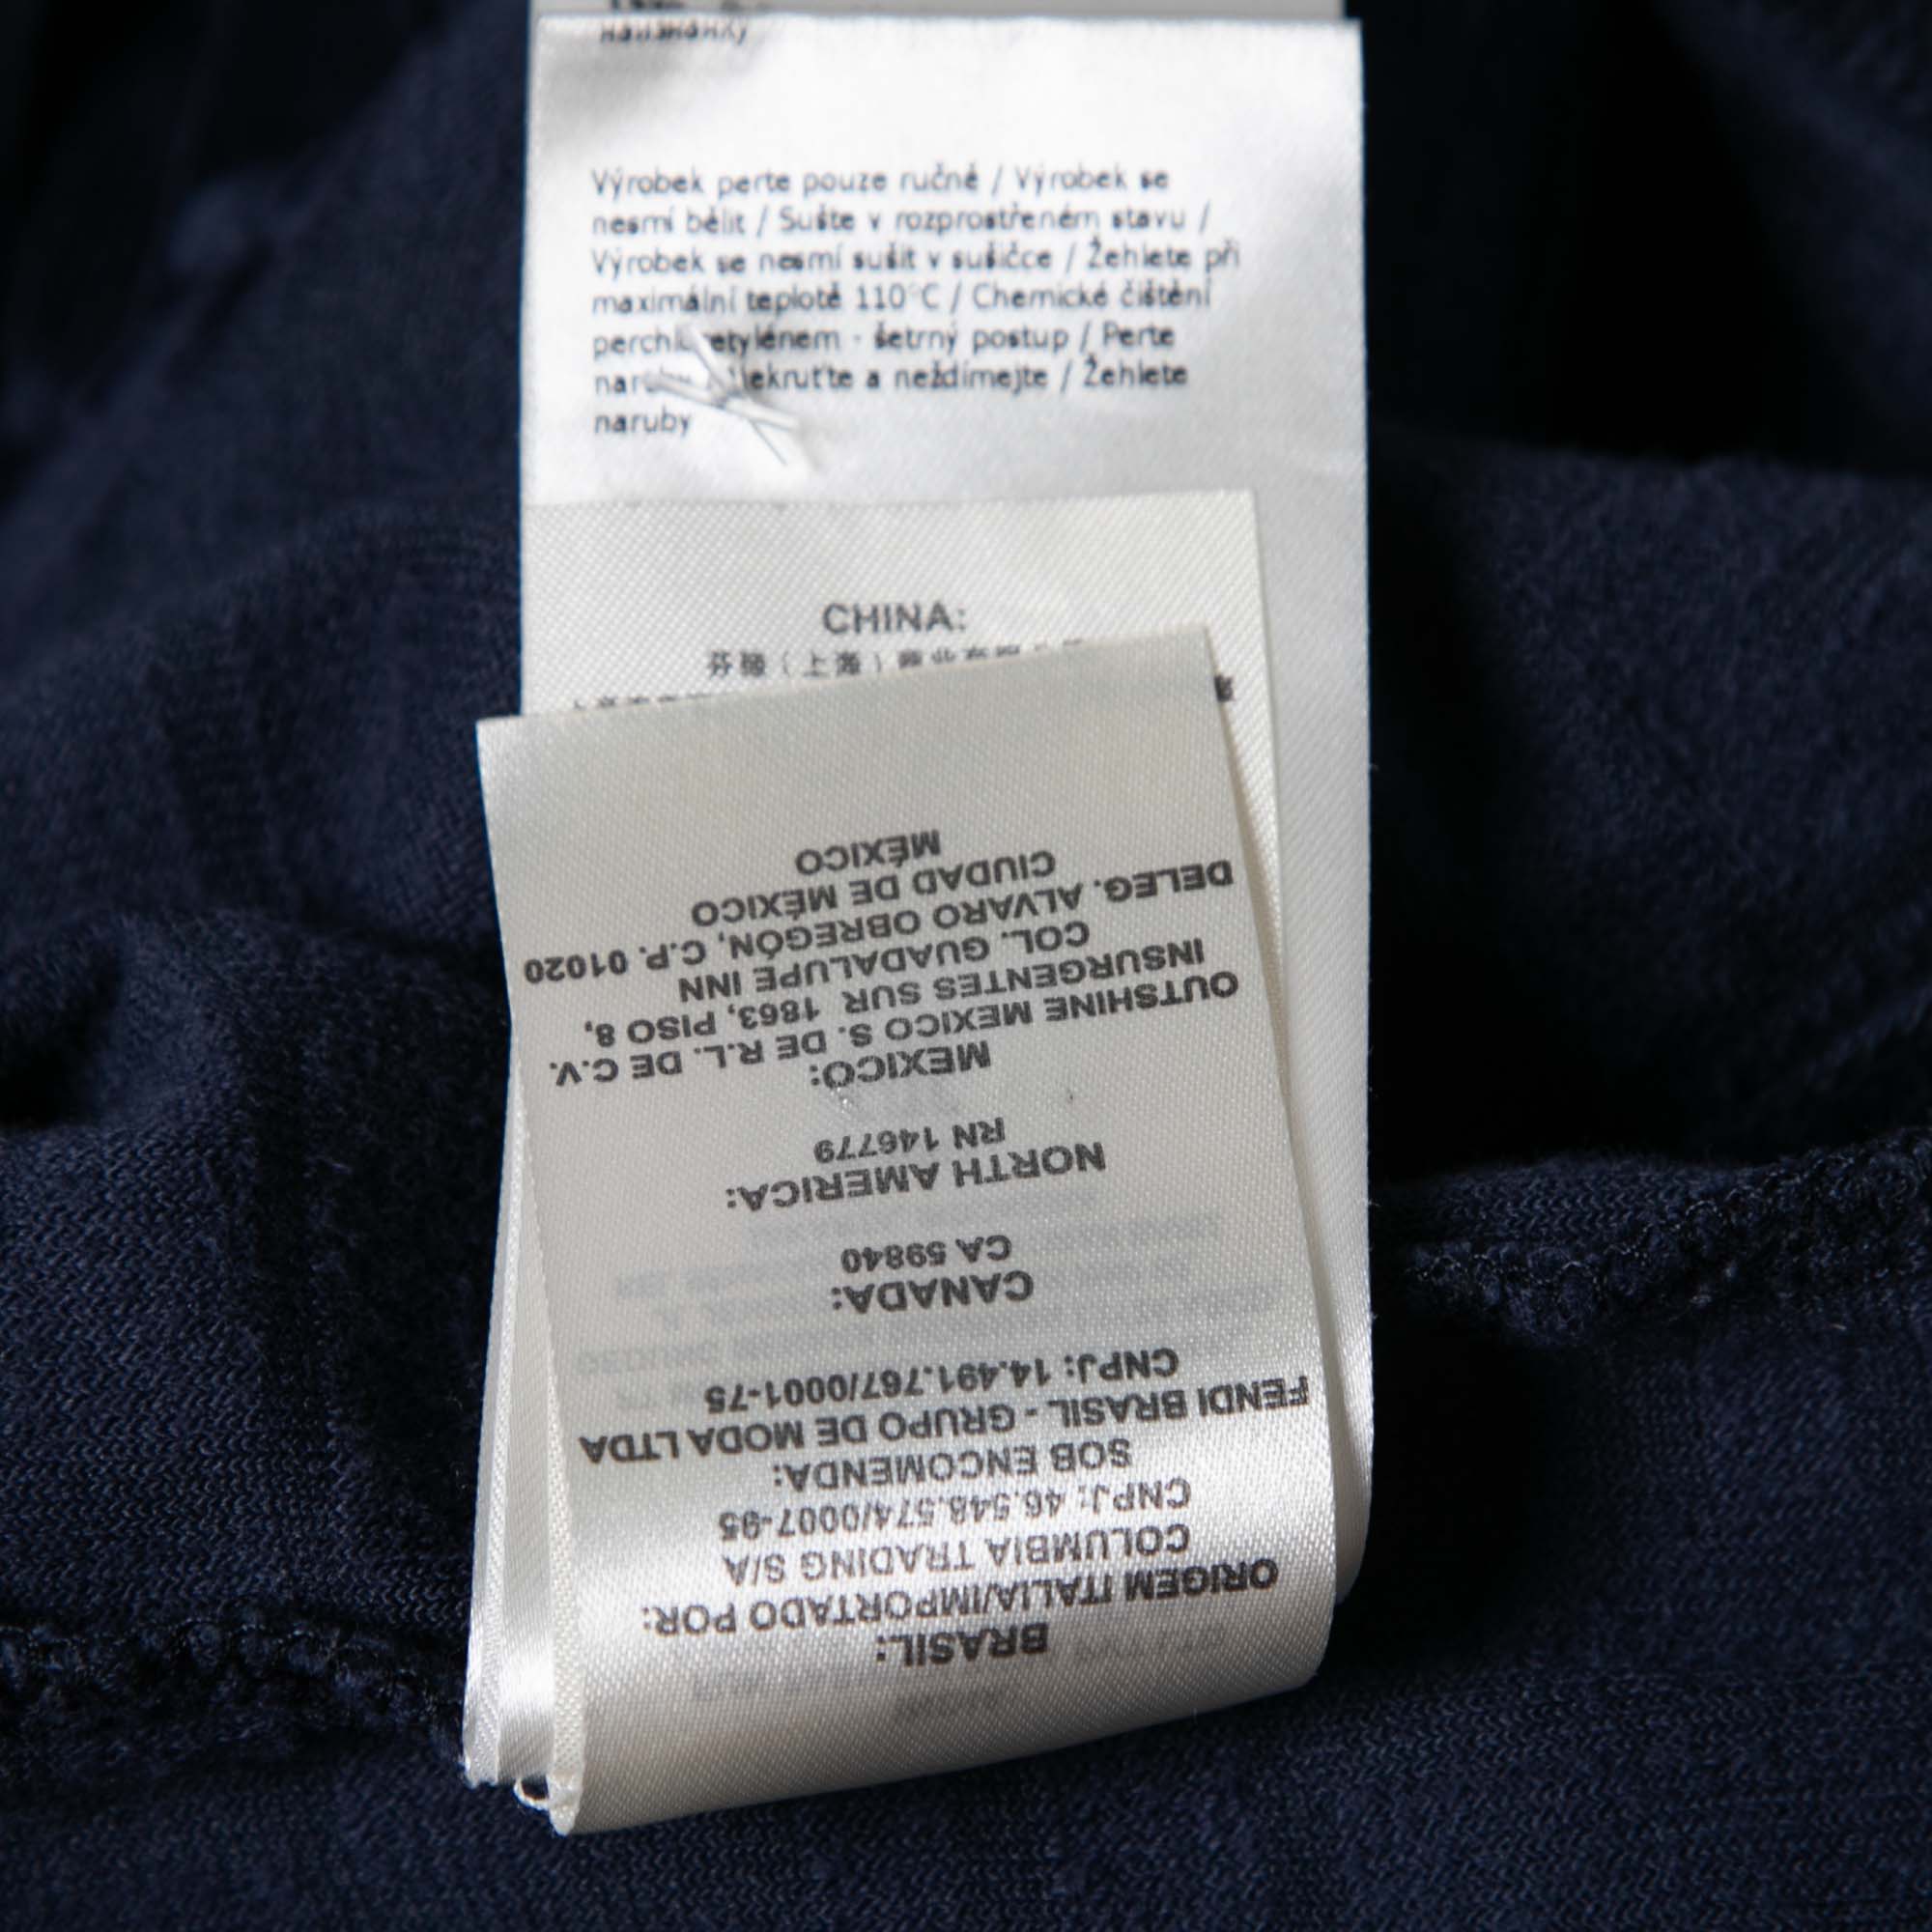 Výrobek perte pouze ručně / Výrobek se
nesmí bělit / Sušte v rozprostřeném stavu /
Výrobek se nesmí sušit v sušičce / Žehlete při
maximální teplotě 110°C / Chemické čištění
etylénem - šetrný postup / Perte
a neždímejte / Žehlete
naruby
CHINA:
(上海)
BRASIL:
ORIGEM ITALIA/IMPORTADO POR:
COLUMBIA TRADING S/A
CNPJ: 46.548.574/0007-95
SOB ENCOMENDA:
FENDI BRASIL - GRUPO DE MODA LTDA
CNPJ: 14.491.767/0001-75
CANADA:
CA 59840
NORTH AMERICA:
RN 146779
MEXICO:
OUTSHINE MEXICO S. DE R.L. DE C.V.
INSURGENTES SUR 1863, PISO 8,
COL. GUADALUPE INN
DELEG. ALVARO OBREGÓN, C.P. 01020
CIUDAD DE MÉXICO
MÉXICO